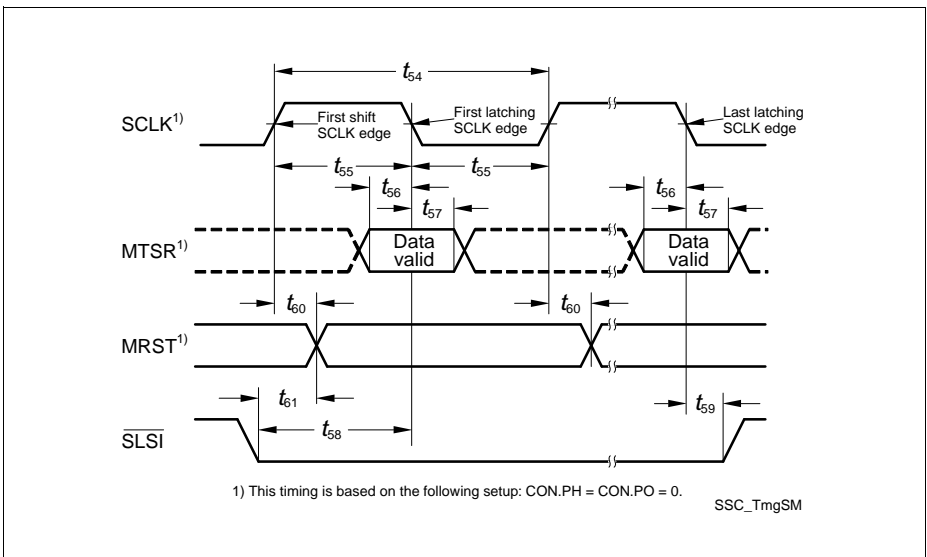 t54
SCLK1)
First shift
SCLK edge
First latching
SCLK edge
Last latching
SCLK edge
t55
t55
t56
t57
t56
t57
MTSR1)
Data
valid
Data
valid
t60
t60
MRST1)
t61
t58
t59
SLSI
1) This timing is based on the following setup: CON.PH = CON.PO = 0.
SSC_TmgSM